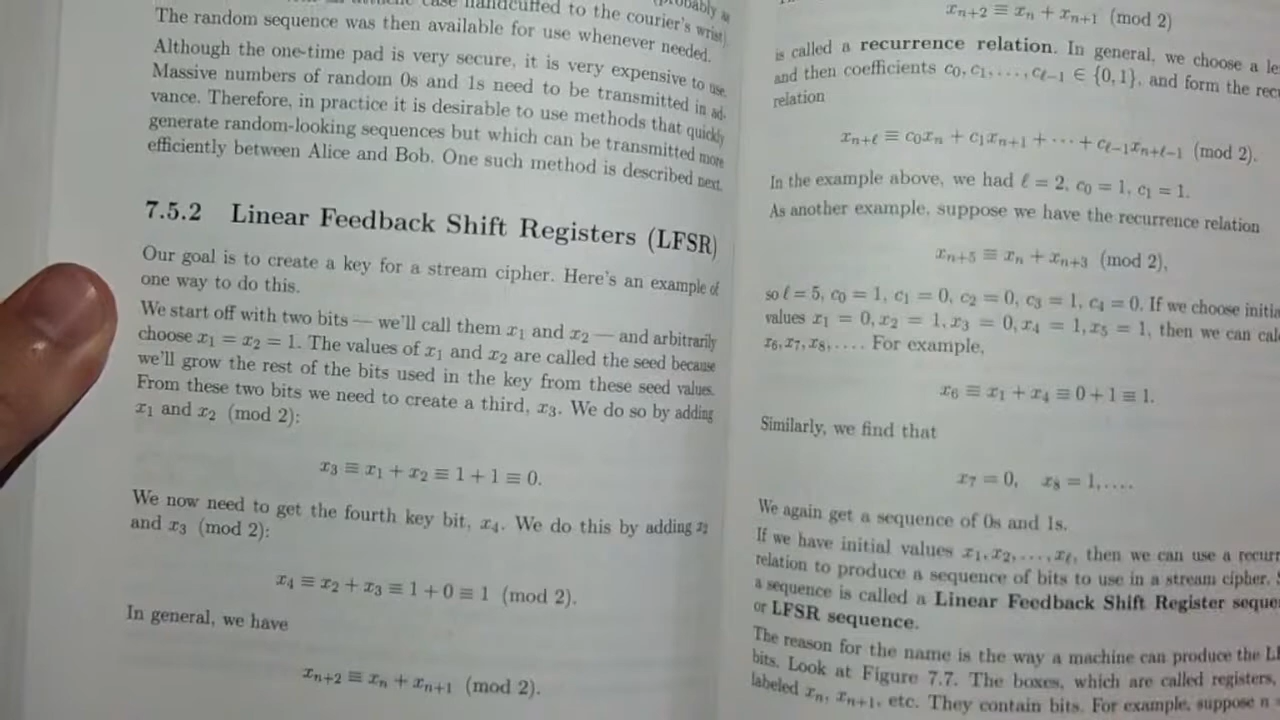 case handcuffed to the courier's wrist).
The random sequence was then available for use whenever needed.
Although the one-time pad is very secure, it is very expensive to use.
Massive numbers of random 0s and 1s need to be transmitted in ad-
vance. Therefore, in practice it is desirable to use methods that quickly
generate random-looking sequences but which can be transmitted more
efficiently between Alice and Bob. One such method is described next.
7.5.2 Linear Feedback Shift Registers (LFSR)
Our goal is to create a key for a stream cipher. Here's an example of
one way to do this.
We start off with two bits — we'll call them x₁ and x₂ — and arbitrarily
choose x₁ = x₂ = 1. The values of x₁ and x₂ are called the seed because
we'll grow the rest of the bits used in the key from these seed values.
From these two bits we need to create a third, x₃. We do so by adding
x₁ and x₂ (mod 2):
x₃ ≡ x₁ + x₂ ≡ 1 + 1 ≡ 0.
We now need to get the fourth key bit, x₄. We do this by adding x₂
and x₃ (mod 2):
x₄ ≡ x₂ + x₃ ≡ 1 + 0 ≡ 1 (mod 2).
In general, we have
xₙ₊₂ ≡ xₙ + xₙ₊₁ (mod 2).
xₙ₊₂ ≡ xₙ + xₙ₊₁ (mod 2)
is called a recurrence relation. In general, we choose a le
and then coefficients c₀, c₁, . . . , cℓ₋₁ ∈ {0, 1}, and form the recu
relation
xₙ₊ℓ ≡ c₀xₙ + c₁xₙ₊₁ + · · · + cℓ₋₁xₙ₊ℓ₋₁ (mod 2).
In the example above, we had ℓ = 2, c₀ = 1, c₁ = 1.
As another example, suppose we have the recurrence relation
xₙ₊₅ ≡ xₙ + xₙ₊₃ (mod 2),
so ℓ = 5, c₀ = 1, c₁ = 0, c₂ = 0, c₃ = 1, c₄ = 0. If we choose initia
values x₁ = 0, x₂ = 1, x₃ = 0, x₄ = 1, x₅ = 1, then we can cal
x₆, x₇, x₈, . . . . For example,
x₆ ≡ x₁ + x₄ ≡ 0 + 1 ≡ 1.
Similarly, we find that
x₇ = 0, x₈ = 1, . . . .
We again get a sequence of 0s and 1s.
If we have initial values x₁, x₂, . . . , xℓ, then we can use a recurr
relation to produce a sequence of bits to use in a stream cipher. S
a sequence is called a Linear Feedback Shift Register seque
or LFSR sequence.
The reason for the name is the way a machine can produce the L
bits. Look at Figure 7.7. The boxes, which are called registers,
labeled xₙ, xₙ₊₁, etc. They contain bits. For example, suppose n